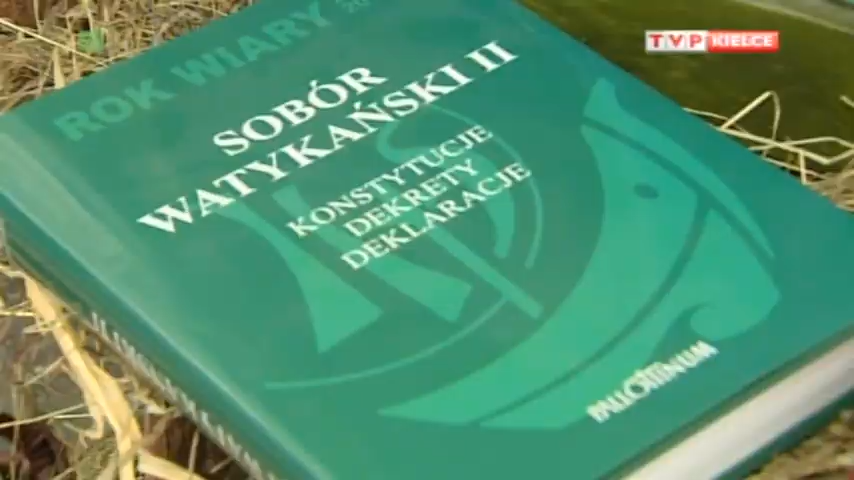 TVP KIELCE
ROK WIARY
SOBÓR
WATYKAŃSKI II
KONSTYTUCJE
DEKRETY
DEKLARACJE
PALLOTTINUM